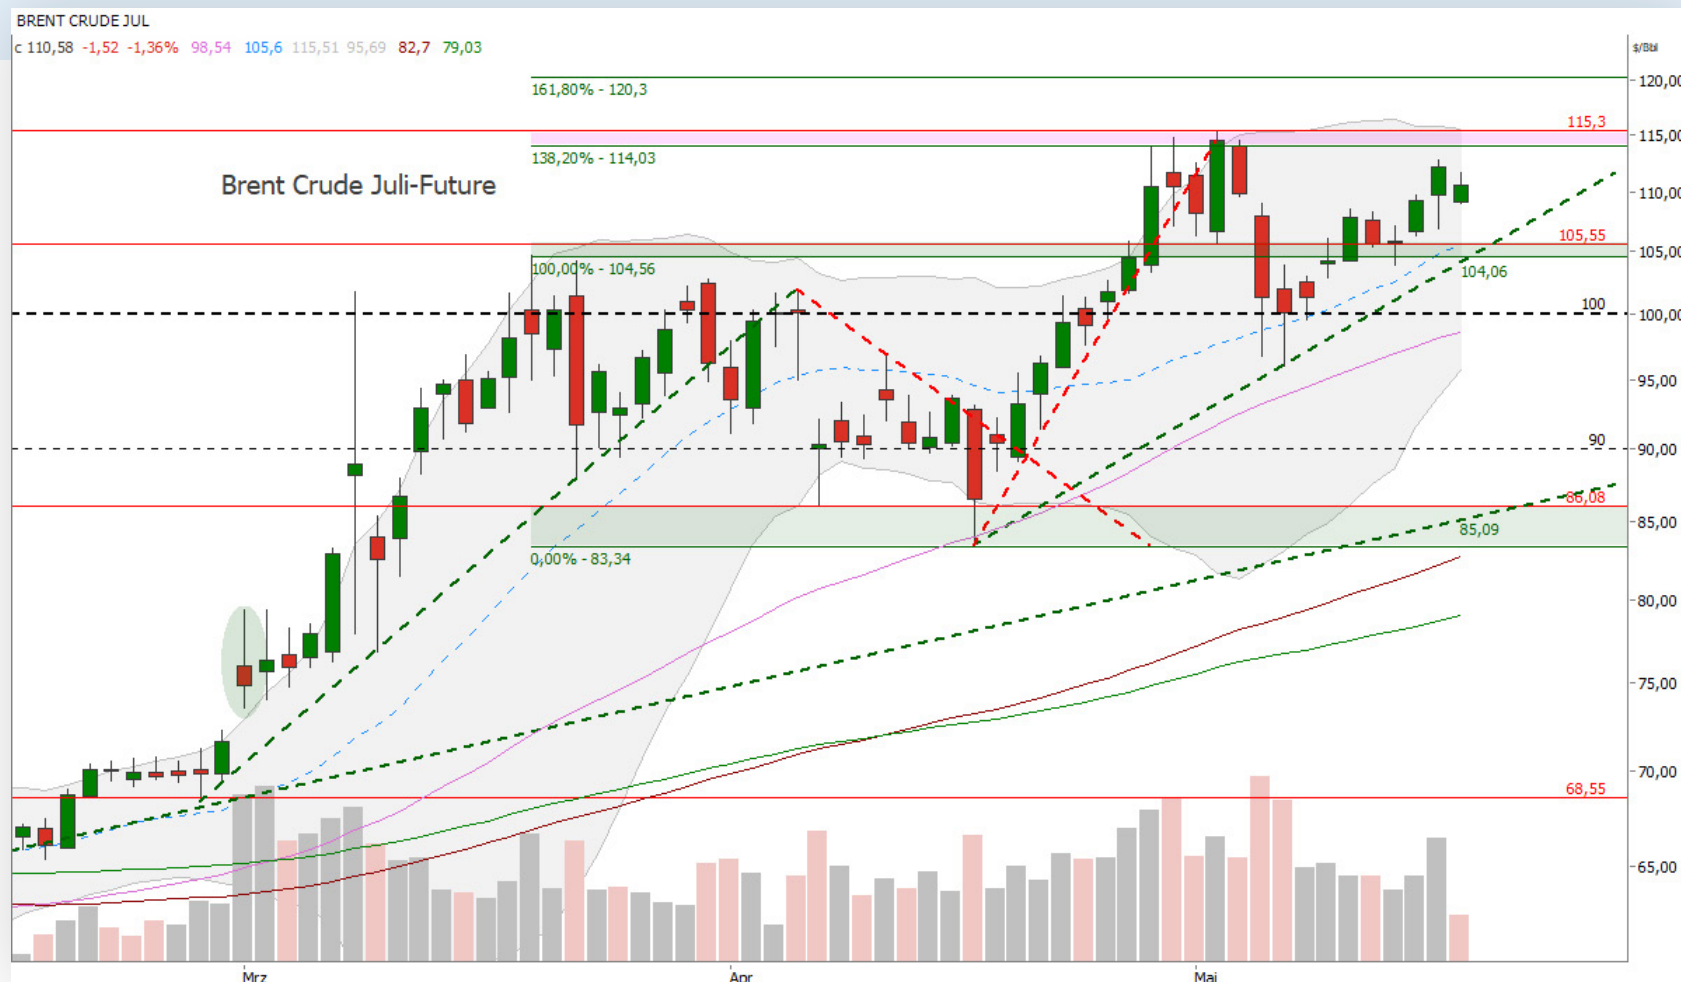 BRENT CRUDE JUL
c 110,58 -1,52 -1,36% 98,54 105,6 115,51 95,69 82,7 79,03
$/Bbl
161,80% - 120,3
120,00
115,3
115,00
138,20% - 114,03
Brent Crude Juli-Future
110,00
105,55
105,00
100,00% - 104,56
104,06
100
100,00
95,00
90
90,00
86,08
85,00
85,09
0,00% - 83,34
80,00
75,00
70,00
68,55
65,00
Mrz Apr Mai